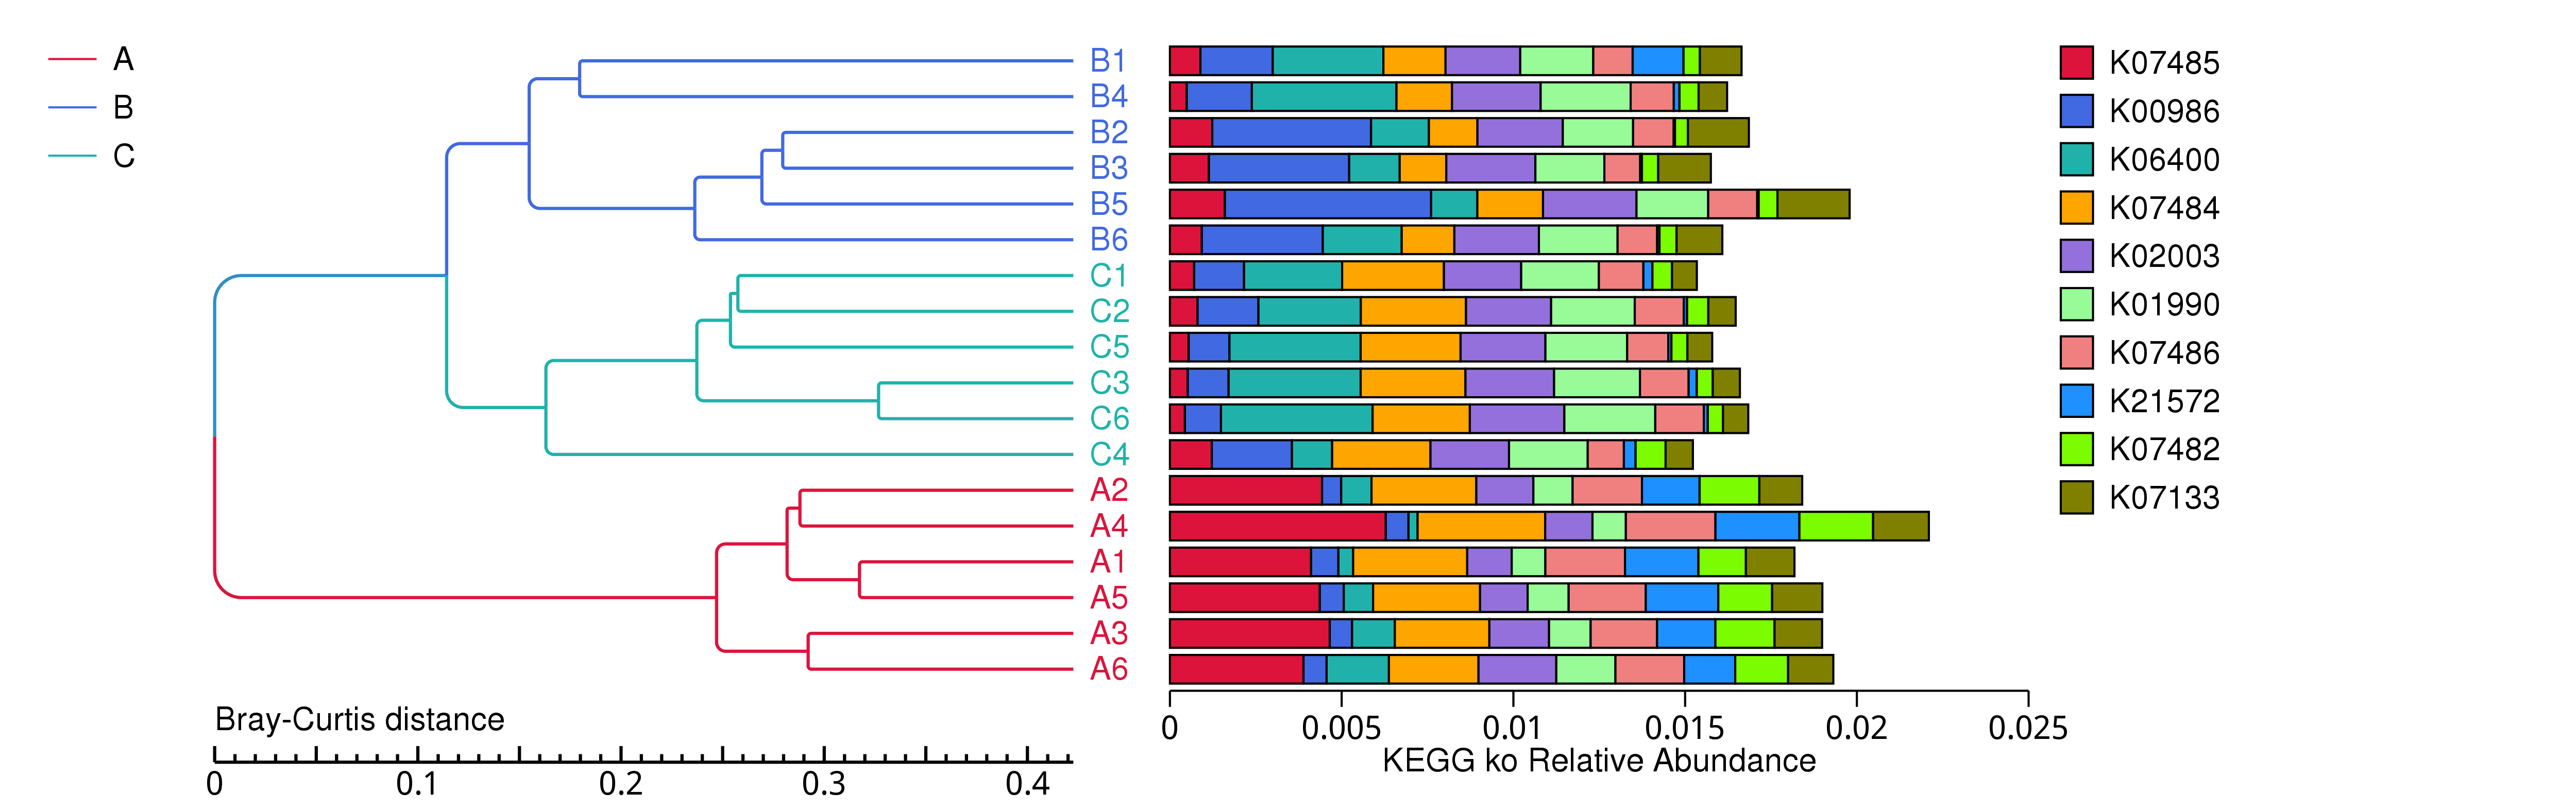 A
B
C
B1
B4
B2
B3
B5
B6
C1
C2
C5
C3
C6
C4
A2
A4
A1
A5
A3
A6
Bray-Curtis distance
0 0.1 0.2 0.3 0.4
0 0.005 0.01 0.015 0.02 0.025
KEGG ko Relative Abundance
K07485
K00986
K06400
K07484
K02003
K01990
K07486
K21572
K07482
K07133